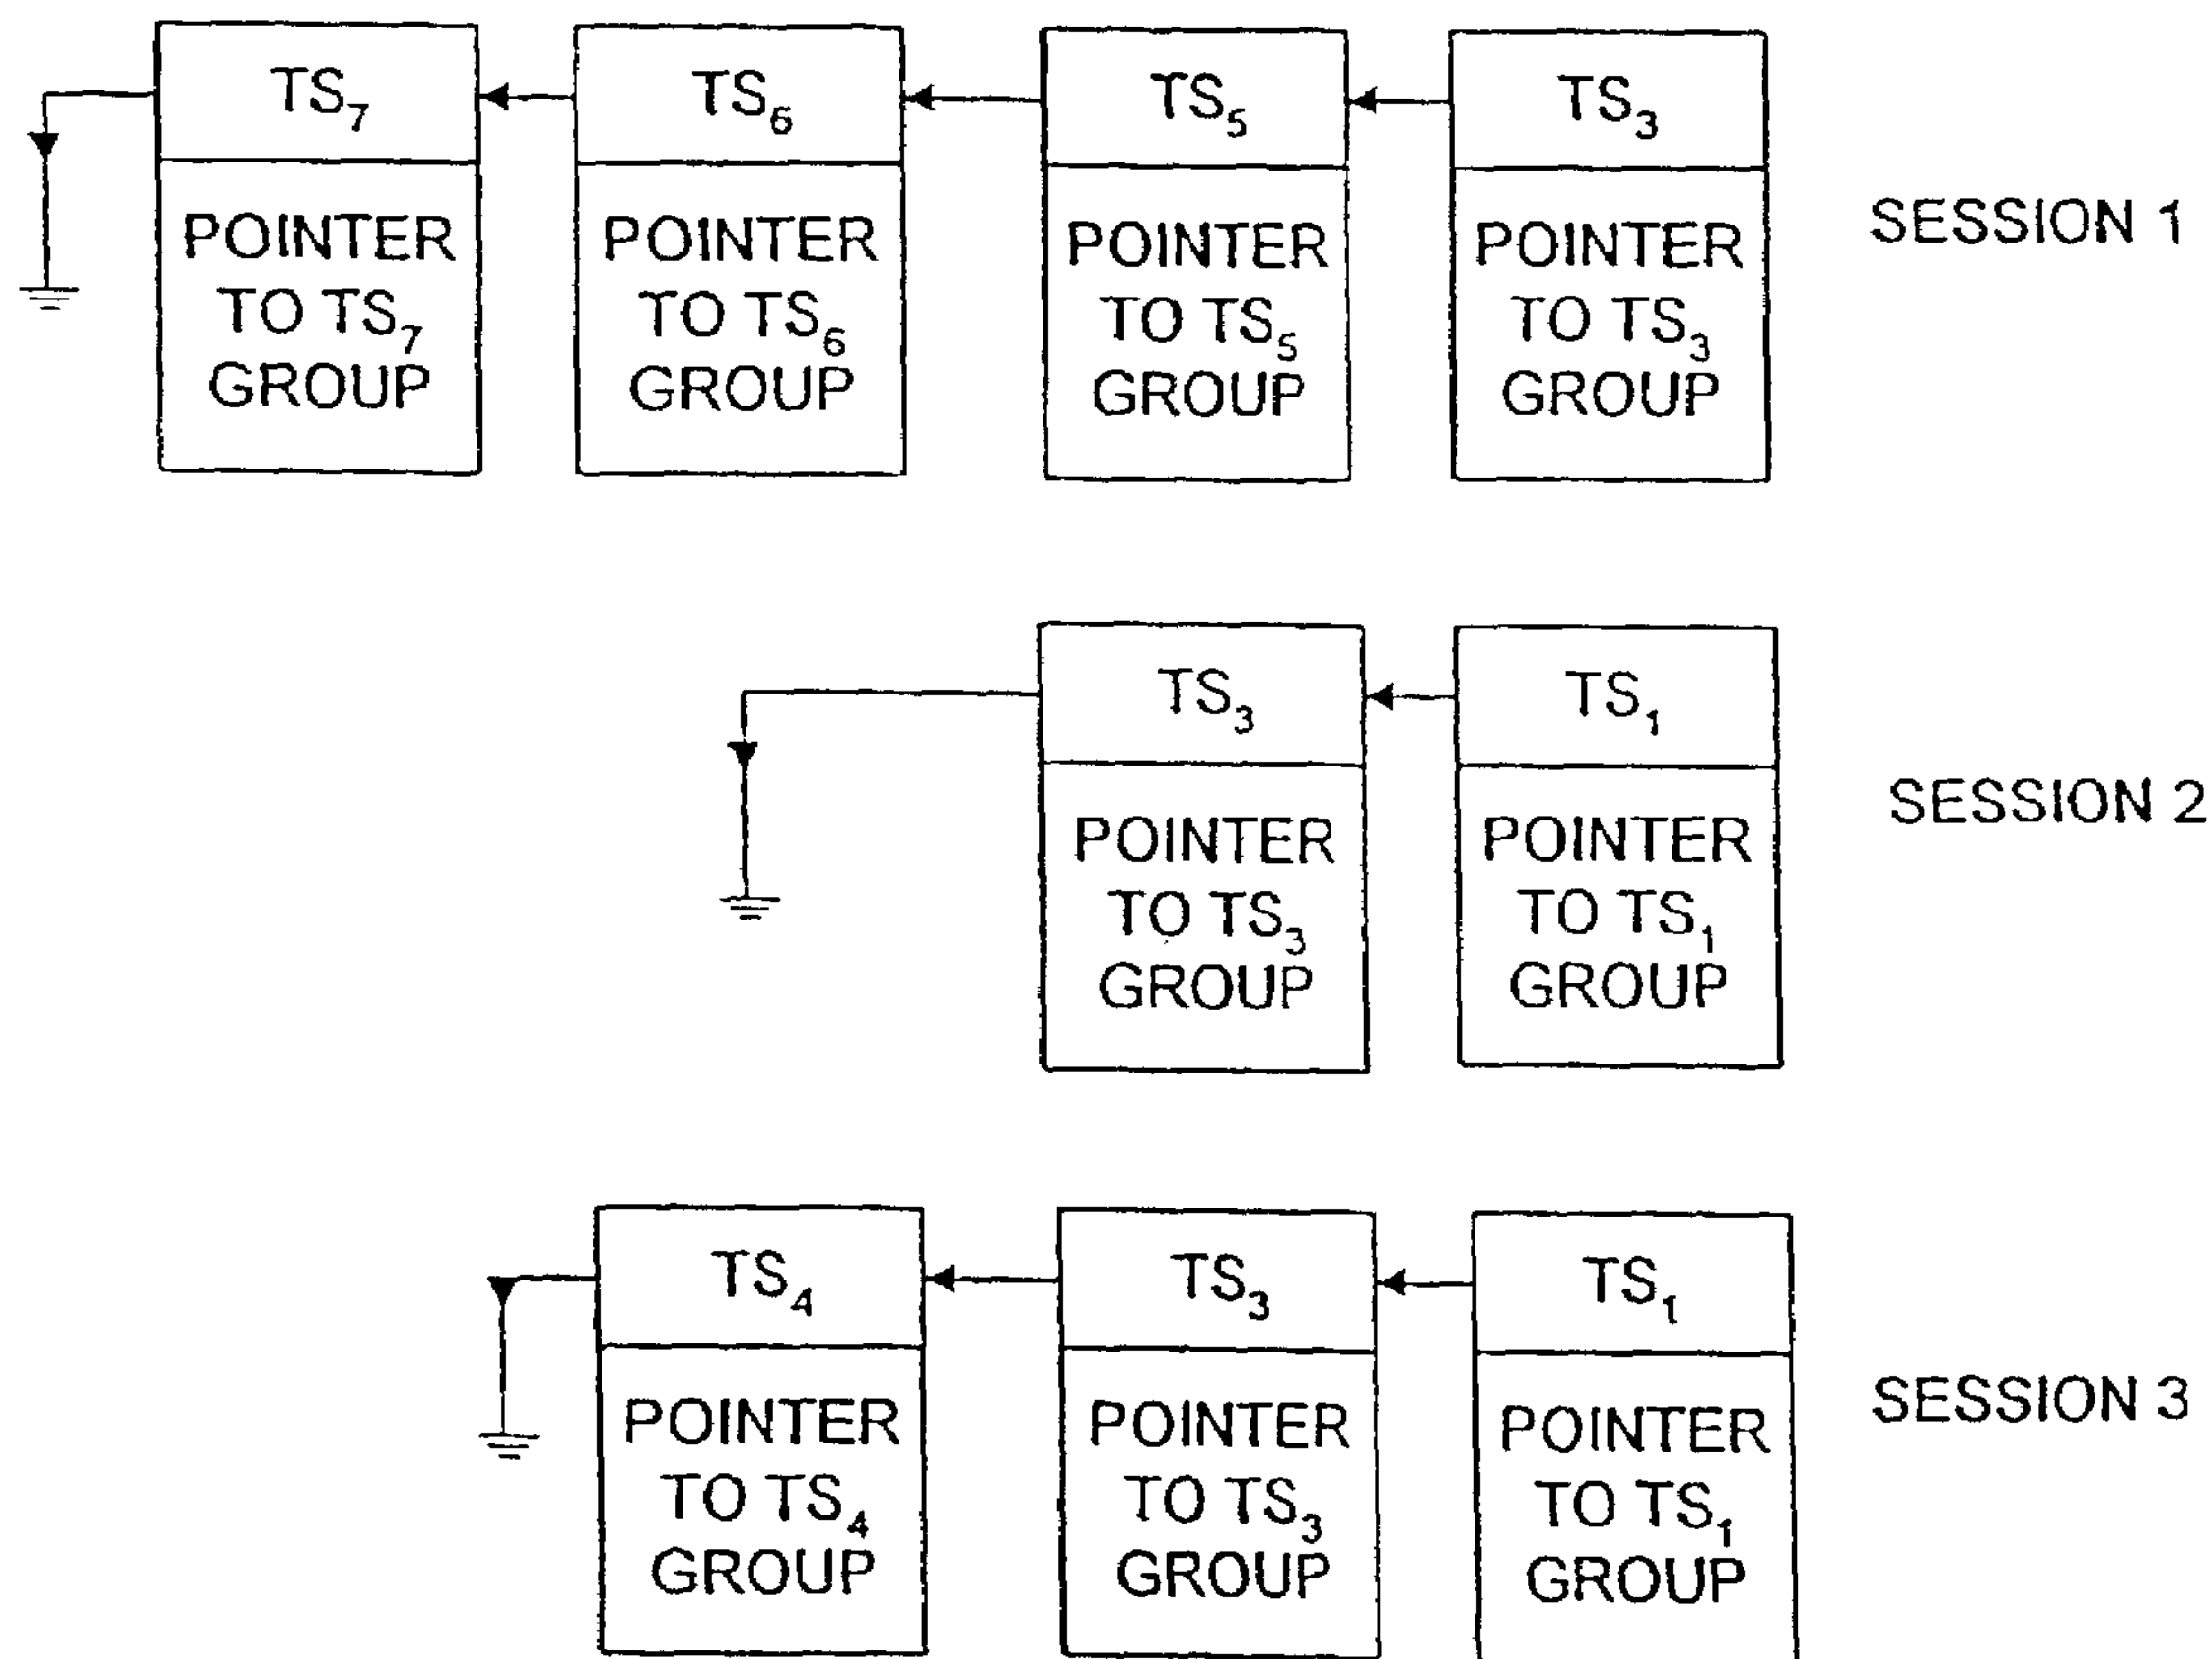 TS₇
POINTER
TO TS₇
GROUP
TS₆
POINTER
TO TS₆
GROUP
TS₅
POINTER
TO TS₅
GROUP
TS₃
POINTER
TO TS₃
GROUP
SESSION 1
TS₃
POINTER
TO TS₃
GROUP
TS₁
POINTER
TO TS₁
GROUP
SESSION 2
TS₄
POINTER
TO TS₄
GROUP
TS₃
POINTER
TO TS₃
GROUP
TS₁
POINTER
TO TS₁
GROUP
SESSION 3